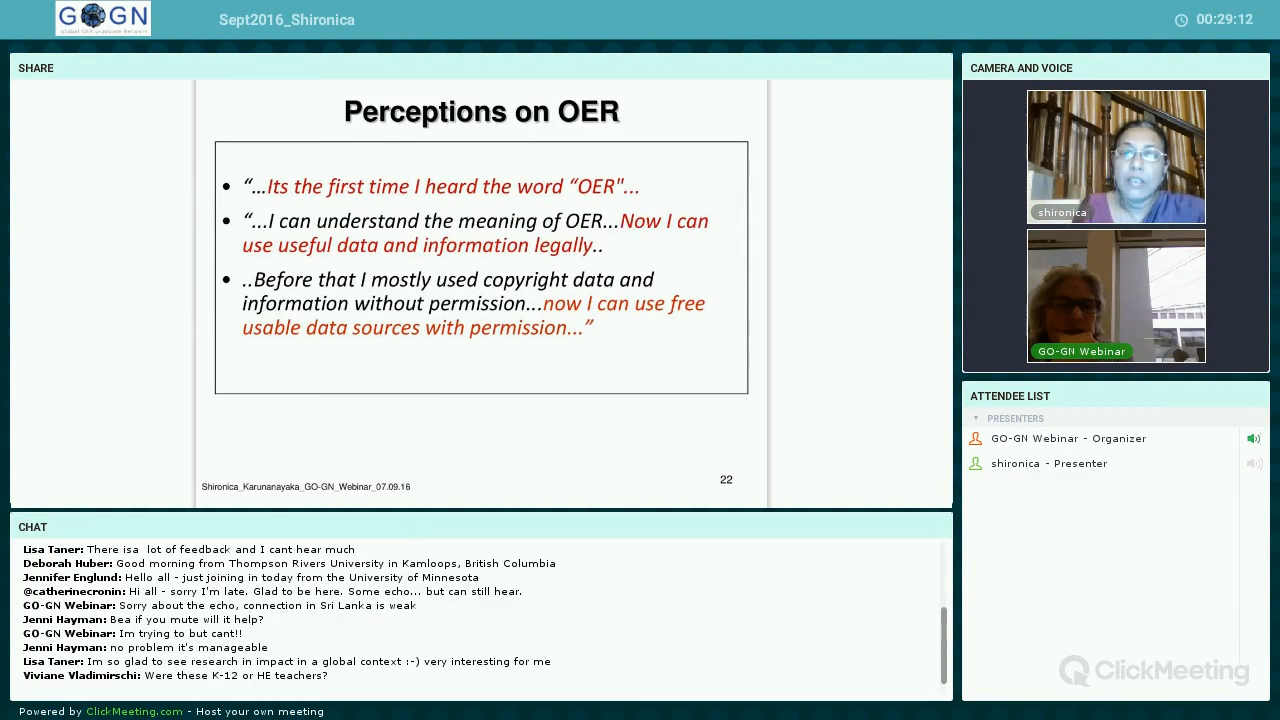 GOGN
Global OER Graduate Network
Sept2016_Shironica
00:29:12
SHARE
Perceptions on OER
• “…Its the first time I heard the word “OER"...
• “...I can understand the meaning of OER...Now I can
use useful data and information legally..
• ..Before that I mostly used copyright data and
information without permission...now I can use free
usable data sources with permission...”
Shironica_Karunanayaka_GO-GN_Webinar_07.09.16
22
CAMERA AND VOICE
shironica
GO-GN Webinar
ATTENDEE LIST
PRESENTERS
GO-GN Webinar - Organizer
shironica - Presenter
CHAT
Lisa Taner: There isa  lot of feedback and I cant hear much
Deborah Huber: Good morning from Thompson Rivers University in Kamloops, British Columbia
Jennifer Englund: Hello all - just joining in today from the University of Minnesota
@catherinecronin: Hi all - sorry I'm late. Glad to be here. Some echo... but can still hear.
GO-GN Webinar: Sorry about the echo, connection in Sri Lanka is weak
Jenni Hayman: Bea if you mute will it help?
GO-GN Webinar: Im trying to but cant!!
Jenni Hayman: no problem it's manageable
Lisa Taner: Im so glad to see research in impact in a global context :-) very interesting for me
Viviane Vladimirschi: Were these K-12 or HE teachers?
ClickMeeting
Powered by ClickMeeting.com - Host your own meeting